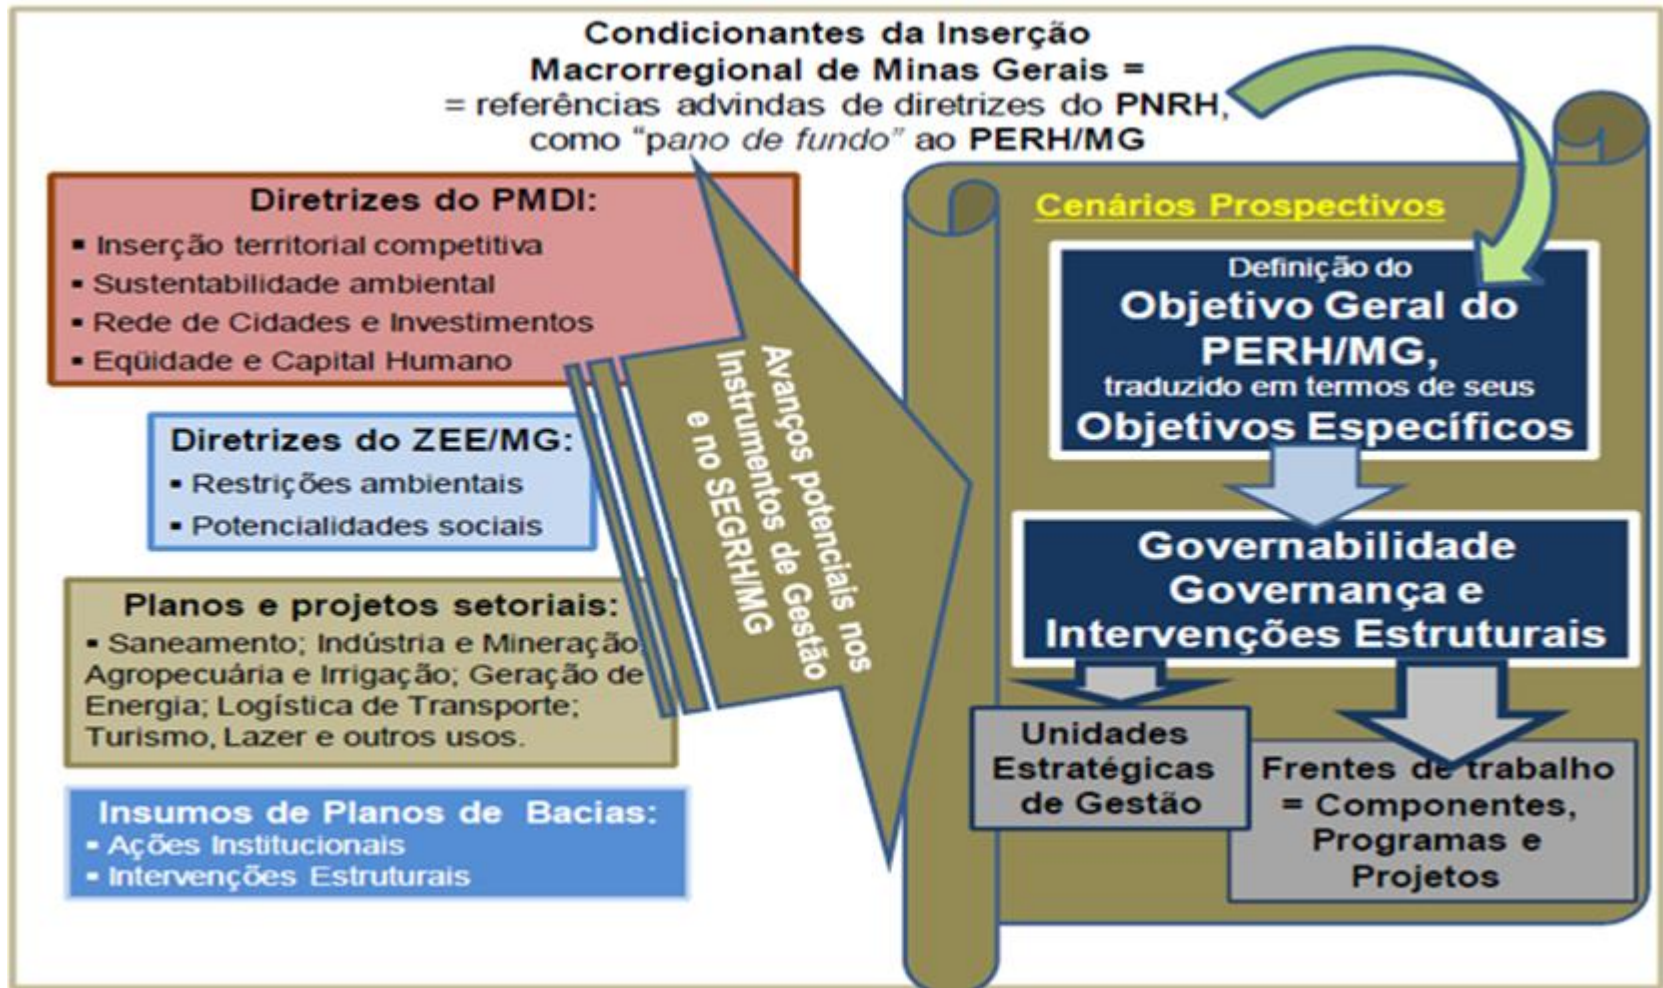 Condicionantes da Inserção
Macrorregional de Minas Gerais =
= referências advindas de diretrizes do PNRH,
como “pano de fundo” ao PERH/MG
Diretrizes do PMDI:
▪ Inserção territorial competitiva
▪ Sustentabilidade ambiental
▪ Rede de Cidades e Investimentos
▪ Eqüidade e Capital Humano
Diretrizes do ZEE/MG:
▪ Restrições ambientais
▪ Potencialidades sociais
Planos e projetos setoriais:
▪ Saneamento; Indústria e Mineração
Agropecuária e Irrigação; Geração de
Energia; Logística de Transporte;
Turismo, Lazer e outros usos.
Insumos de Planos de Bacias:
▪ Ações Institucionais
▪ Intervenções Estruturais
Avanços potenciais nos
Instrumentos de Gestão
e no SEGRH/MG
Cenários Prospectivos
Definição do
Objetivo Geral do
PERH/MG,
traduzido em termos de seus
Objetivos Específicos
Governabilidade
Governança e
Intervenções Estruturais
Unidades
Estratégicas
de Gestão
Frentes de trabalho
= Componentes,
Programas e
Projetos